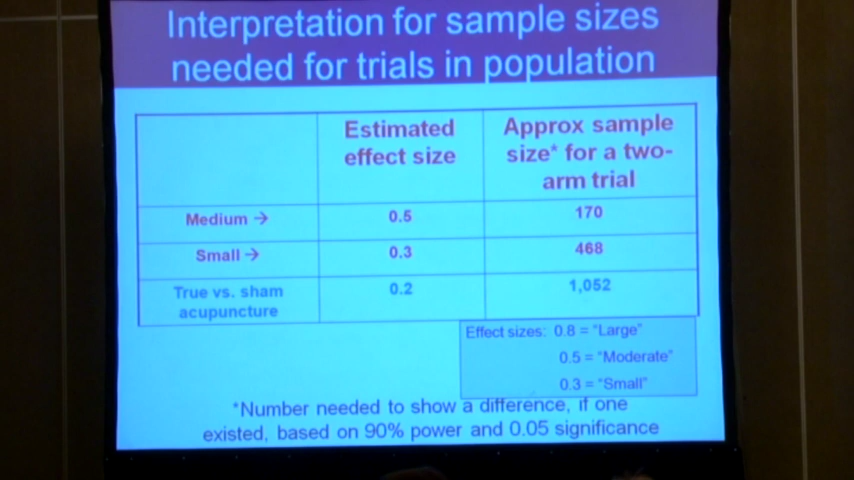 Interpretation for sample sizes
needed for trials in population
Estimated
effect size
Approx sample
size* for a two-
arm trial
Medium → 0.5 170
Small → 0.3 468
True vs. sham
acupuncture
0.2 1,052
Effect sizes: 0.8 = "Large"
0.5 = "Moderate"
0.3 = "Small"
*Number needed to show a difference, if one
existed, based on 90% power and 0.05 significance